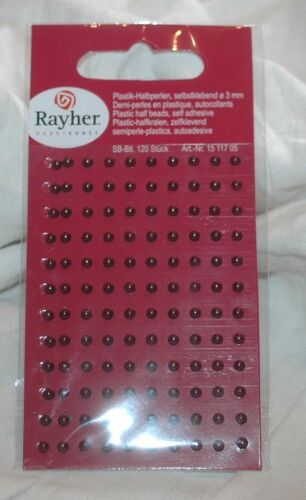 Rayher.
HOBBYKUNST
Plastik-Halbperlen, selbstklebend ø 3 mm
Demi-perles en plastique, autocollants
Plastic half beads, self adhesive
Plastic-halfkralen, zelfklevend
semiperle-plastica, autoadesive
SB-Btl. 120 Stück Art.-Nr. 15 117 05